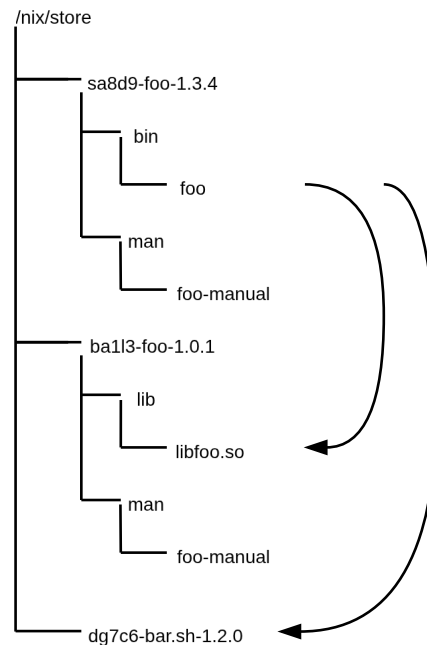 /nix/store
sa8d9-foo-1.3.4
bin
foo
man
foo-manual
ba1l3-foo-1.0.1
lib
libfoo.so
man
foo-manual
dg7c6-bar.sh-1.2.0